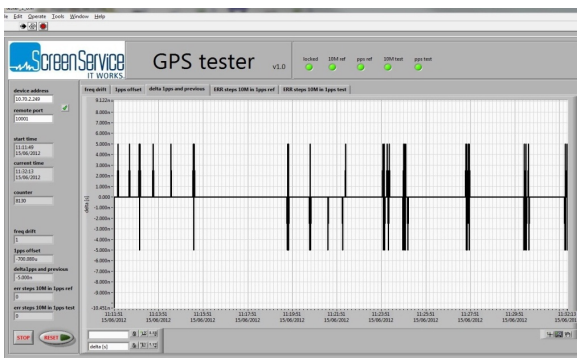 File Edit Operate Tools Window Help
ScreenService
IT WORKS.
GPS tester v1.0
locked 10M ref pps ref 10M test pps test
device address
10.70.2.249
remote port
10001
start time
11:11:49
15/06/2012
current time
11:32:13
15/06/2012
counter
8130
freq drift
1
1pps offset
-700.000u
delta1pps and previous
-5.000n
err steps 10M in 1pps ref
0
err steps 10M in 1pps test
0
STOP RESET
freq drift 1pps offset delta 1pps and previous ERR steps 10M in 1pps ref ERR steps 10M in 1pps test
delta [s]
9.122n
8.000n
7.000n
6.000n
5.000n
4.000n
3.000n
2.000n
1.000n
0.000
-1.000n
-2.000n
-3.000n
-4.000n
-5.000n
-6.000n
-7.000n
-8.000n
-9.000n
-10.451n
11:11:51 11:13:51 11:15:51 11:17:51 11:19:51 11:21:51 11:23:51 11:25:51 11:27:51 11:29:51 11:32:13
15/06/2012 15/06/2012 15/06/2012 15/06/2012 15/06/2012 15/06/2012 15/06/2012 15/06/2012 15/06/2012 15/06/2012 15/06/201
delta [s]